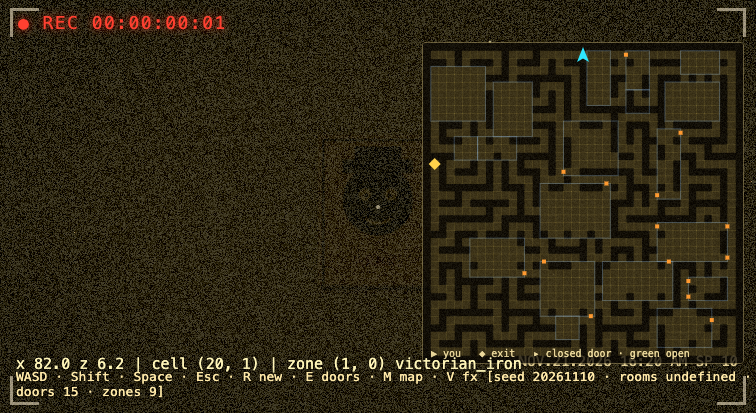 ● REC 00:00:00:01
▶ you ◆ exit ▪ closed door · green open
x 82.0 z 6.2 | cell (20, 1) | zone (1, 0) victorian_iron
WASD · Shift · Space · Esc · R new · E doors · M map · V fx [seed 20261110 · rooms undefined ·
doors 15 · zones 9]